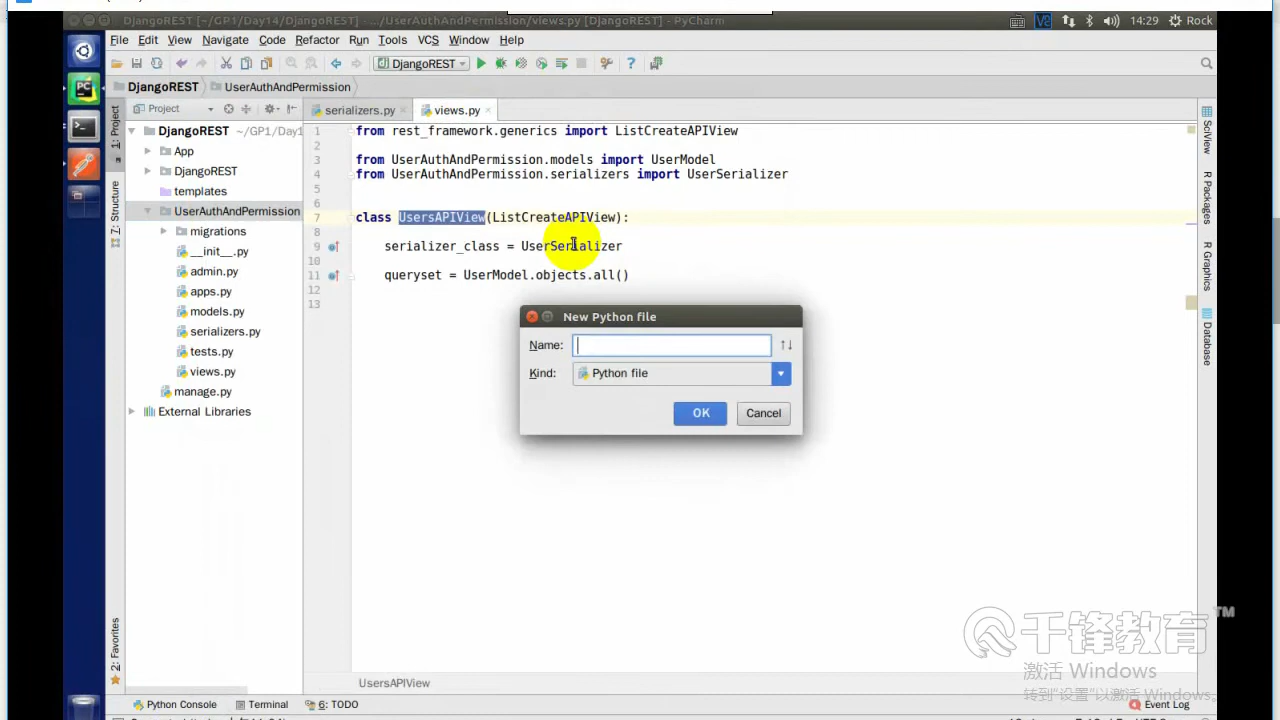 DjangoREST [~/GP1/Day14/DjangoREST] - .../UserAuthAndPermission/views.py [DjangoREST] - PyCharm
14:29
Rock
File Edit View Navigate Code Refactor Run Tools VCS Window Help
DjangoREST
DjangoREST UserAuthAndPermission
Project
serializers.py
views.py
1: Project
7: Structure
2: Favorites
DjangoREST ~/GP1/Day1
App
DjangoREST
templates
UserAuthAndPermission
migrations
__init__.py
admin.py
apps.py
models.py
serializers.py
tests.py
views.py
manage.py
External Libraries
1 from rest_framework.generics import ListCreateAPIView
2
3 from UserAuthAndPermission.models import UserModel
4 from UserAuthAndPermission.serializers import UserSerializer
5
6
7 class UsersAPIView(ListCreateAPIView):
8
9 serializer_class = UserSerializer
10
11 queryset = UserModel.objects.all()
12
13
New Python file
Name:
Kind: Python file
OK Cancel
SciView
R Packages
R Graphics
Database
千锋教育 TM
激活 Windows
转到"设置"以激活 Windows。
UsersAPIView
Python Console Terminal 6: TODO
Event Log